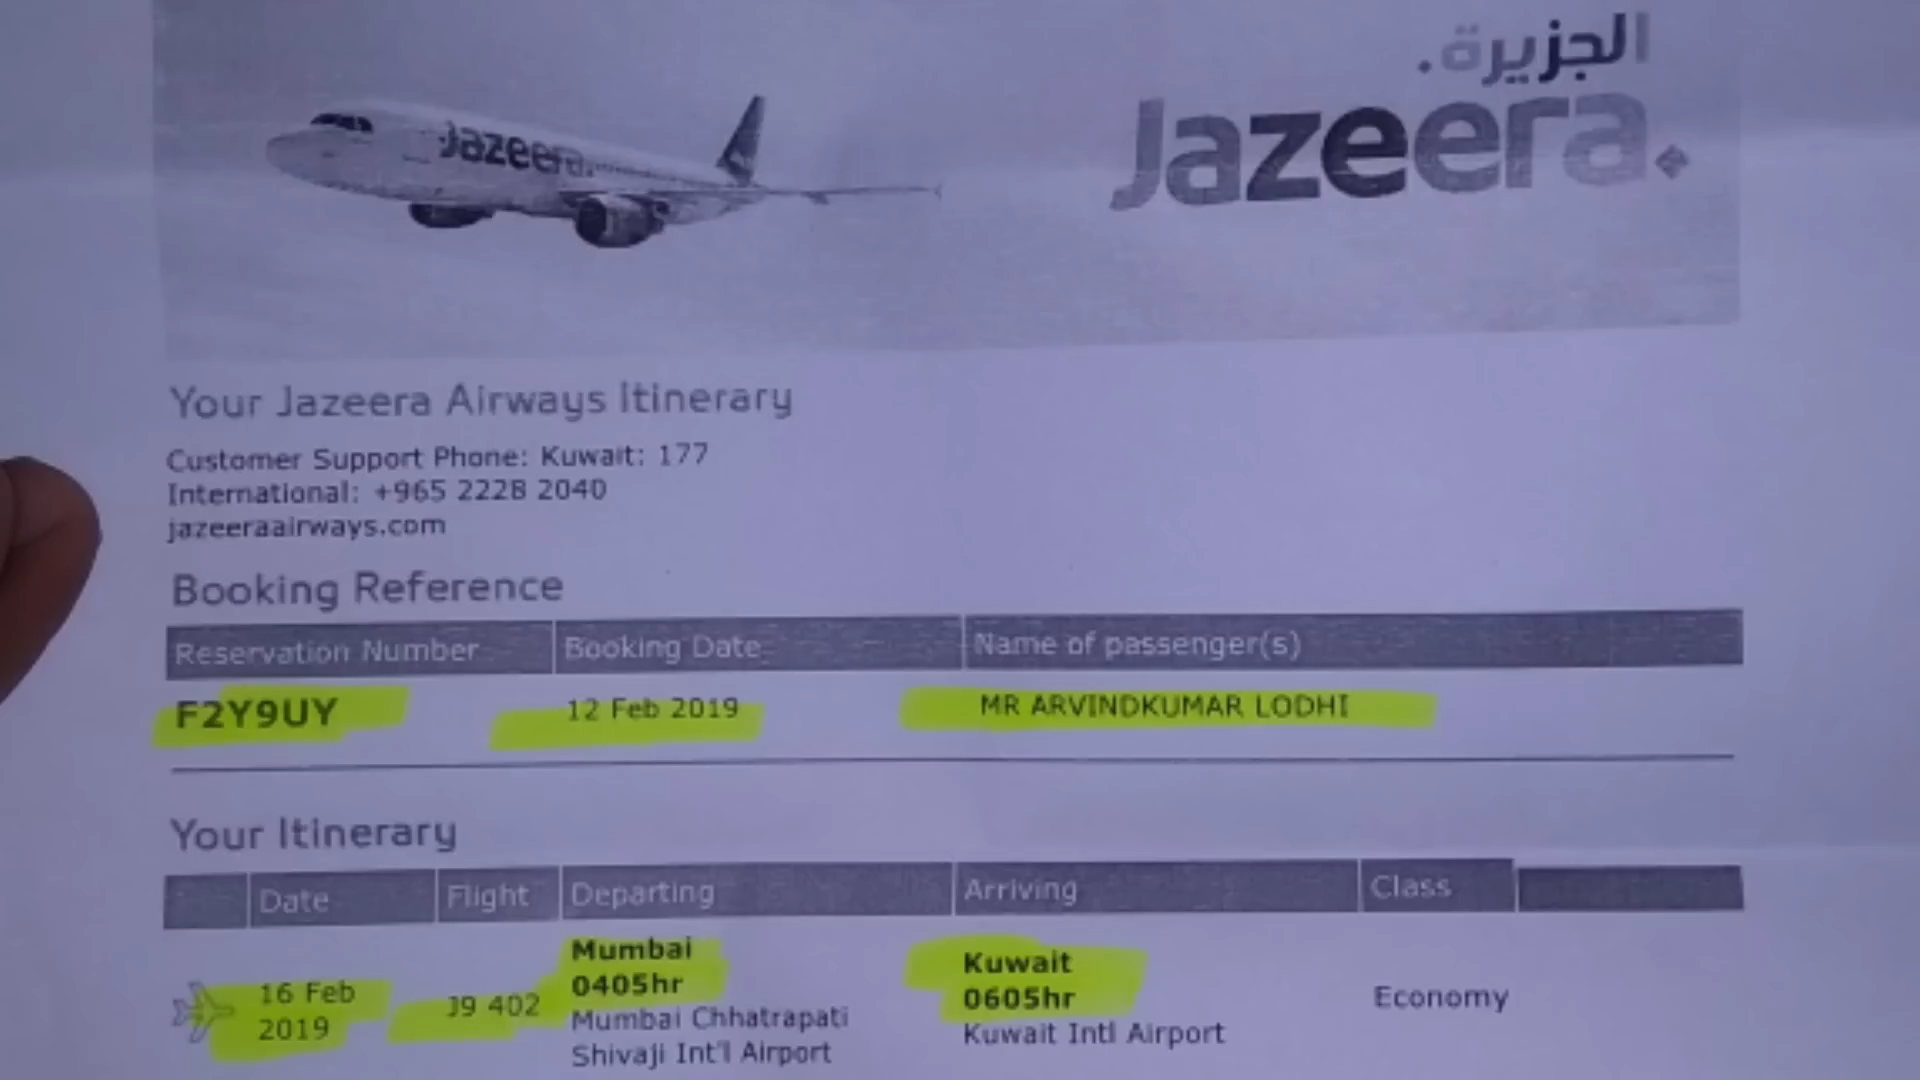 الجزيرة.
Jazeera.
Jazeera.
Your Jazeera Airways Itinerary
Customer Support Phone: Kuwait: 177
International: +965 2228 2040
jazeeraairways.com
Booking Reference
Reservation Number Booking Date Name of passenger(s)
F2Y9UY 12 Feb 2019 MR ARVINDKUMAR LODHI
Your Itinerary
Date Flight Departing Arriving Class
16 Feb 2019 J9 402 Mumbai Kuwait Economy
0405hr 0605hr
Mumbai Chhatrapati Kuwait Intl Airport
Shivaji Int'l Airport